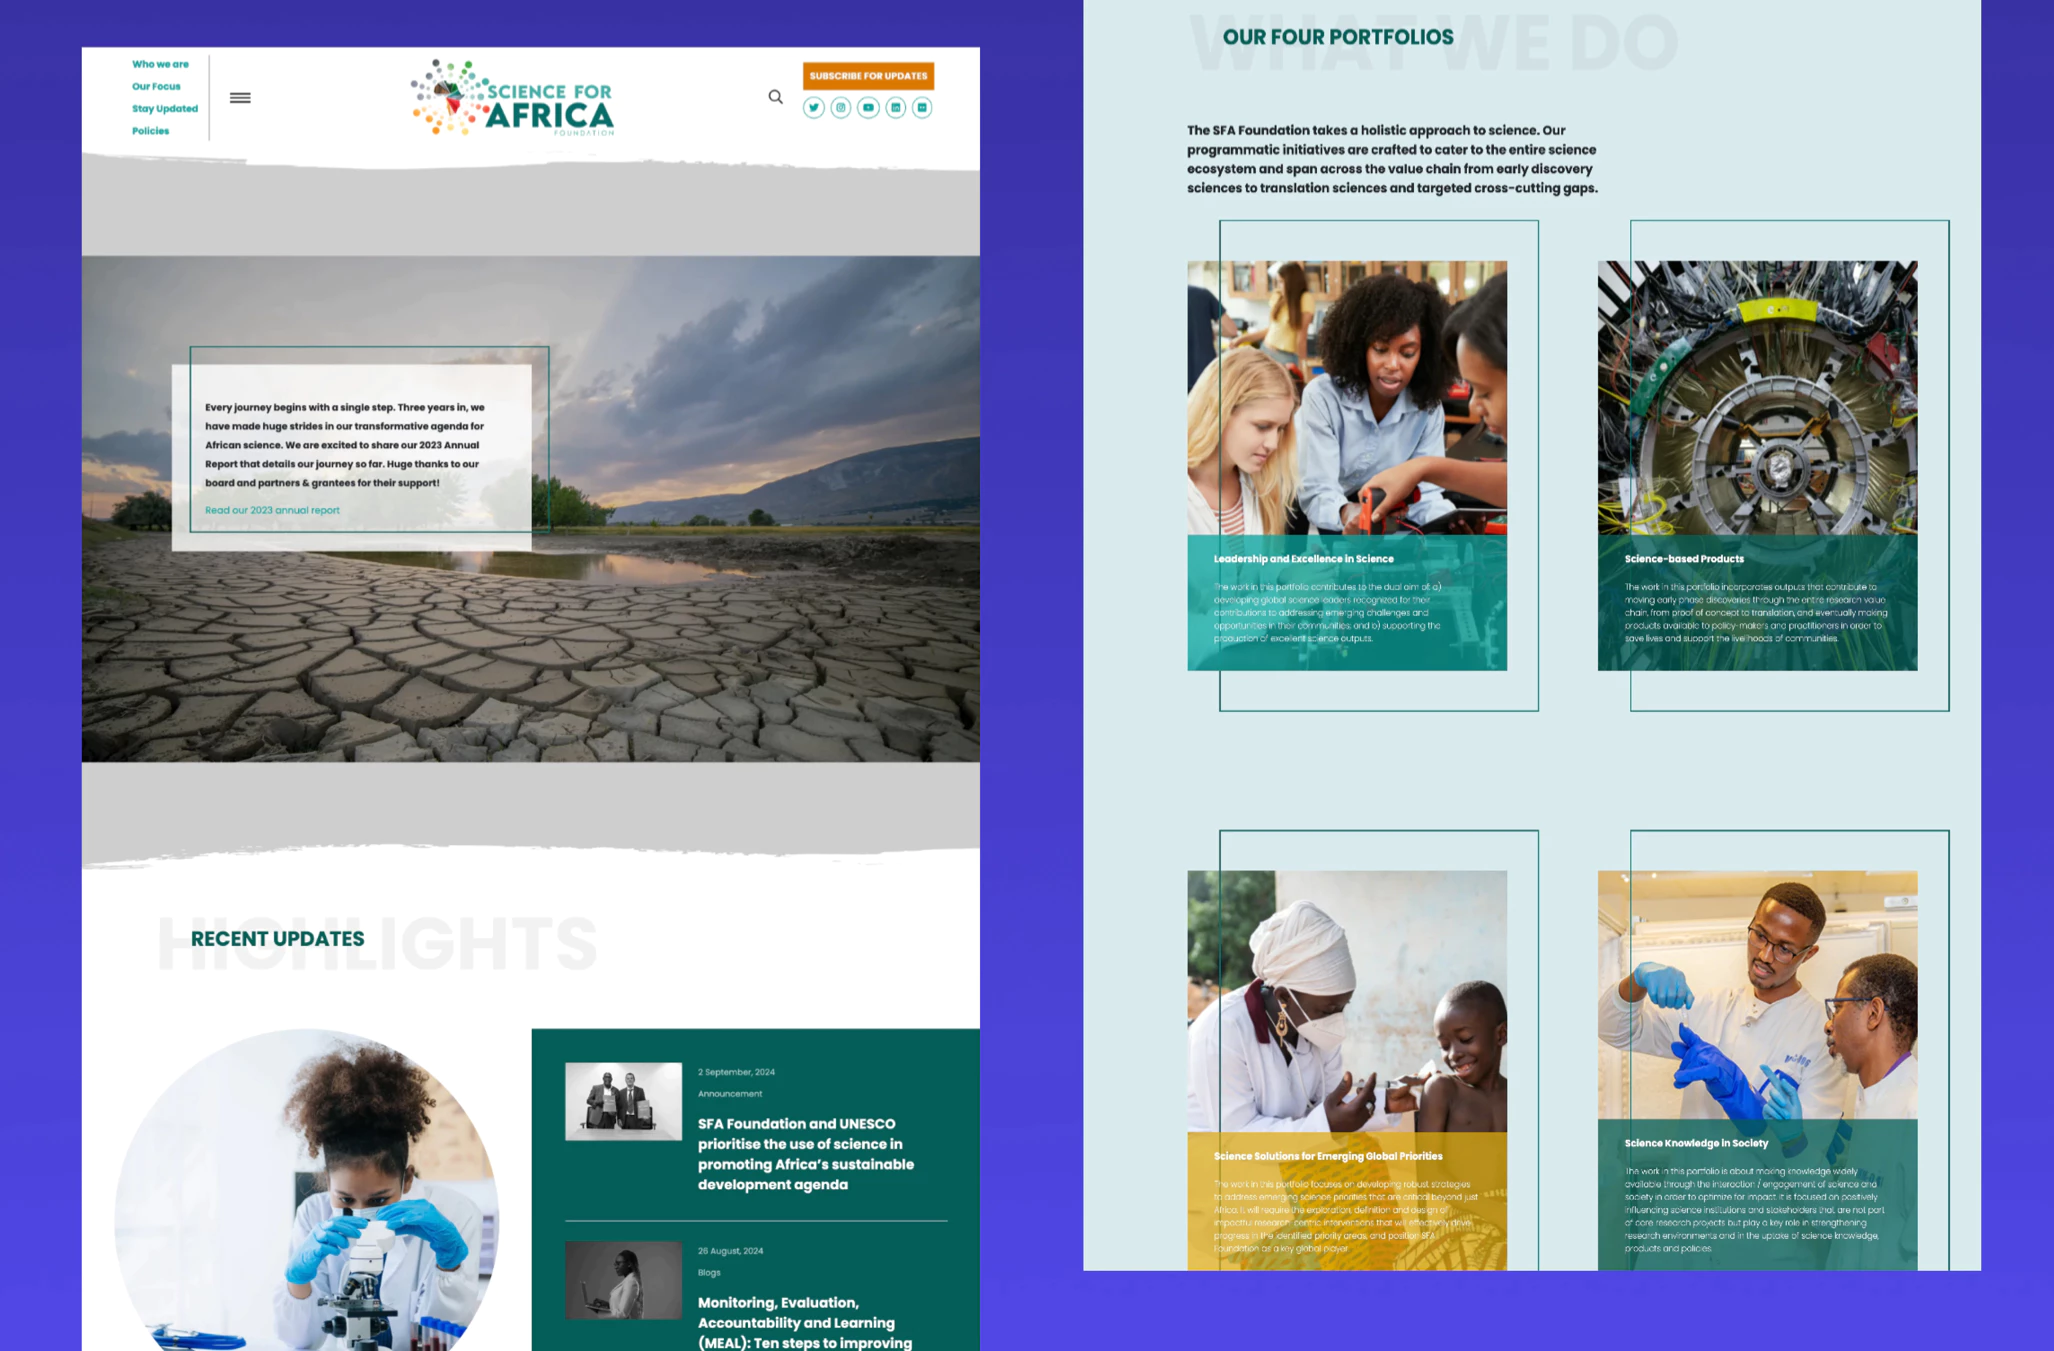 Who we are
Our Focus
Stay Updated
Policies
SCIENCE FOR
AFRICA
FOUNDATION
SUBSCRIBE FOR UPDATES
Every journey begins with a single step. Three years in, we
have made huge strides in our transformative agenda for
African science. We are excited to share our 2023 Annual
Report that details our journey so far. Huge thanks to our
board and partners & grantees for their support!
Read our 2023 annual report
HIGHLIGHTS
RECENT UPDATES
2 September, 2024
Announcement
SFA Foundation and UNESCO
prioritise the use of science in
promoting Africa's sustainable
development agenda
26 August, 2024
Blogs
Monitoring, Evaluation,
Accountability and Learning
(MEAL): Ten steps to improving
WHAT WE DO
OUR FOUR PORTFOLIOS
The SFA Foundation takes a holistic approach to science. Our
programmatic initiatives are crafted to cater to the entire science
ecosystem and span across the value chain from early discovery
sciences to translation sciences and targeted cross-cutting gaps.
Leadership and Excellence in Science
The work in this portfolio contributes to the dual aim of: a)
developing global science leaders recognized for their
contributions to addressing emerging challenges and
opportunities in their communities; and b) supporting the
production of excellent science outputs.
Science-based Products
The work in this portfolio incorporates outputs that contribute to
moving early phase discoveries through the entire research value
chain, from proof of concept to translation, and eventually making
products available to policy-makers and practitioners in order to
save lives and support the livelihoods of communities.
Science Solutions for Emerging Global Priorities
The work in this portfolio focuses on developing robust strategies
to address emerging science priorities that are critical beyond just
Africa. It will require the exploration, definition and design of
impactful research-centric interventions that will effectively drive
progress in the identified priority areas, and position SFA
Foundation as a key global player.
Science Knowledge in Society
The work in this portfolio is about making knowledge widely
available through the interaction / engagement of science and
society in order to optimize for impact. It is focused on positively
influencing science institutions and stakeholders that are not part
of core research projects but play a key role in strengthening
research environments and in the uptake of science knowledge,
products and policies.